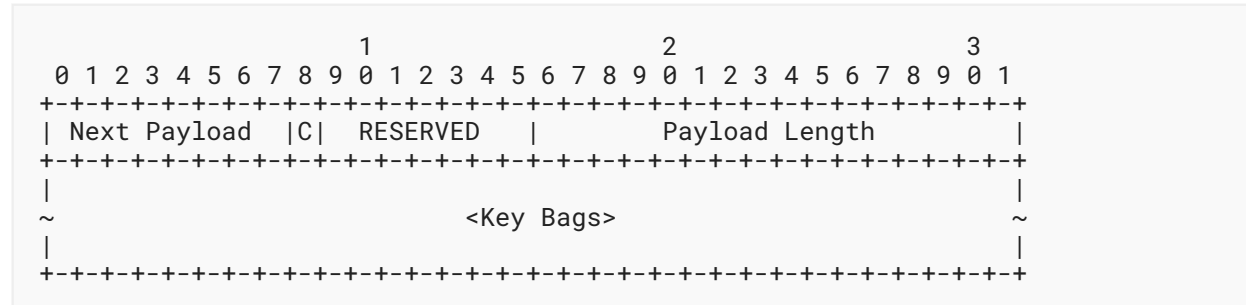 1                   2                   3
 0 1 2 3 4 5 6 7 8 9 0 1 2 3 4 5 6 7 8 9 0 1 2 3 4 5 6 7 8 9 0 1
+-+-+-+-+-+-+-+-+-+-+-+-+-+-+-+-+-+-+-+-+-+-+-+-+-+-+-+-+-+-+-+-+
| Next Payload  |C|  RESERVED   |        Payload Length         |
+-+-+-+-+-+-+-+-+-+-+-+-+-+-+-+-+-+-+-+-+-+-+-+-+-+-+-+-+-+-+-+-+
|                                                               |
~                           <Key Bags>                          ~
|                                                               |
+-+-+-+-+-+-+-+-+-+-+-+-+-+-+-+-+-+-+-+-+-+-+-+-+-+-+-+-+-+-+-+-+